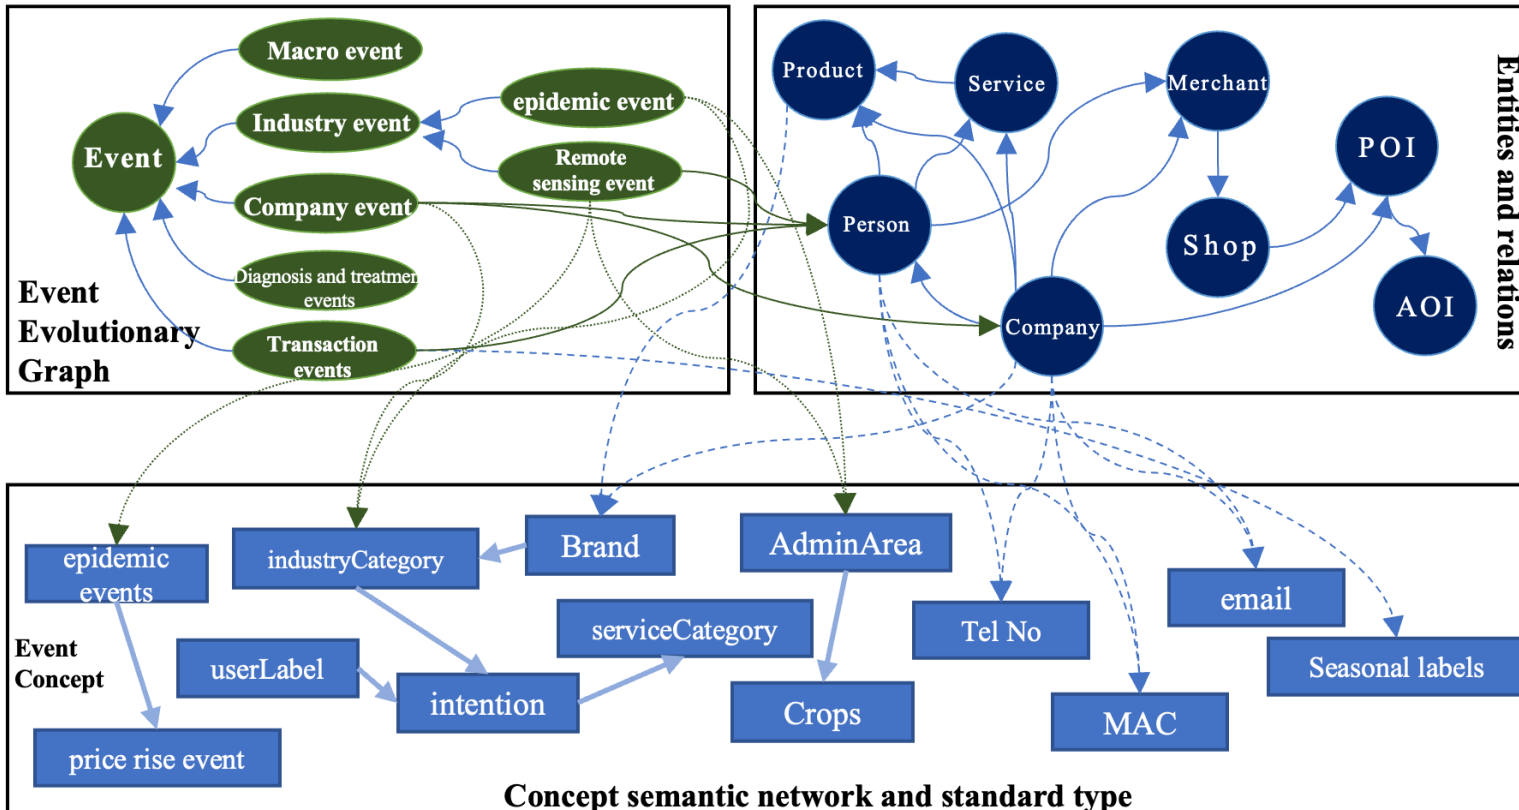 Macro event
Industry event
epidemic event
Event
Remote
sensing event
Company event
Diagnosis and treatmen
events
Transaction
events
Event
Evolutionary
Graph
Product
Service
Merchant
POI
Person
Shop
AOI
Company
Entities and relations
epidemic
events
industryCategory
Brand
AdminArea
serviceCategory
Tel No
email
Event
Concept
userLabel
intention
Crops
MAC
Seasonal labels
price rise event
Concept semantic network and standard type